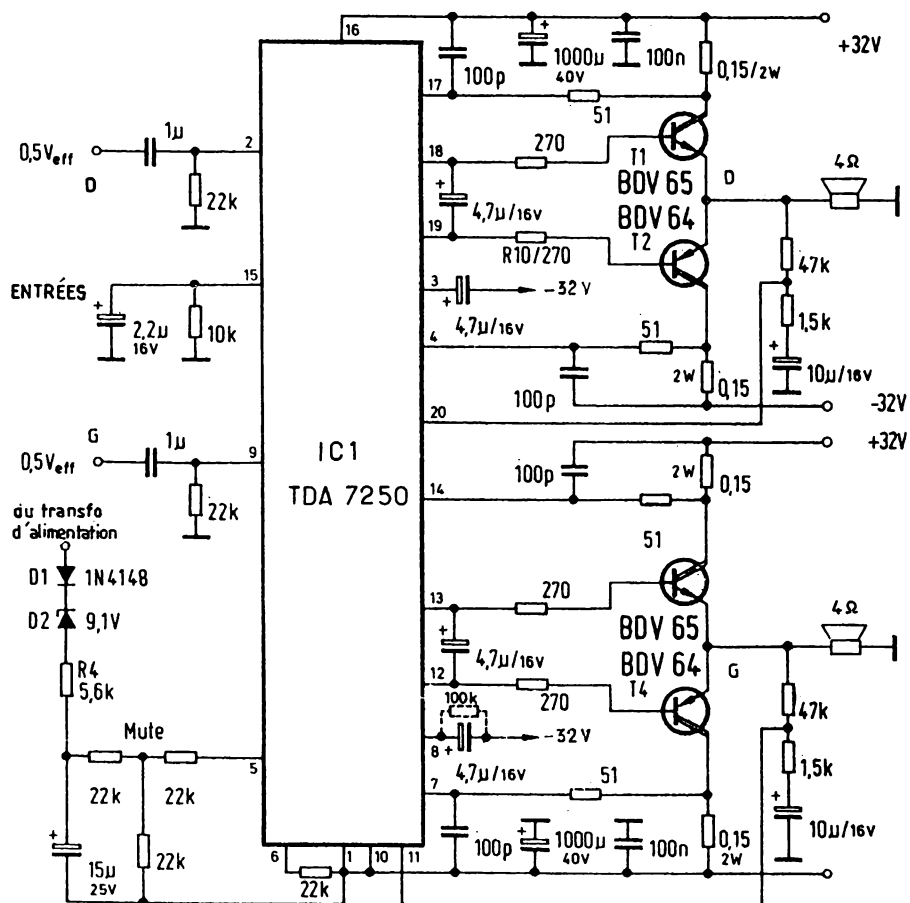 16
+32V
100p
1000µ
40V
100n
0,15/2W
17
51
1µ
2
0,5Veff
D
22k
18
270
T1
BDV 65
D
4Ω
4,7µ/16V
BDV 64
19
R10/270
T2
47k
15
ENTRÉES
3
-32V
2,2µ
16V
10k
4,7µ/16V
1,5k
4
51
2W
0,15
10µ/16V
100p
-32V
20
G
1µ
+32V
0,5Veff
9
IC1
100p
2W
0,15
22k
TDA 7250
14
du transfo
d'alimentation
51
D1
1N4148
13
270
D2
9,1V
BDV 65
4Ω
4,7µ/16V
BDV 64
R4
5,6k
12
270
T4
G
100k
47k
Mute
8
-32V
5
22k
22k
4,7µ/16V
51
1,5k
7
10µ/16V
15µ
25V
22k
6
22k
1
10
11
100p
1000µ
40V
100n
0,15
2W